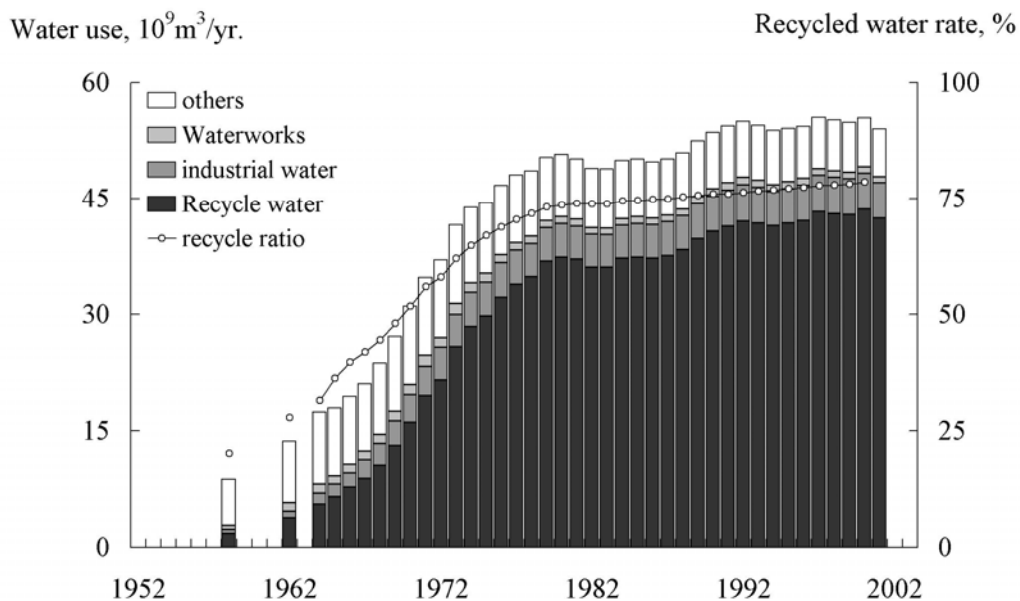 Water use, 10⁹m³/yr.
Recycled water rate, %
60
100
others
Waterworks
industrial water
Recycle water
recycle ratio
45
75
30
50
15
25
0
0
1952 1962 1972 1982 1992 2002